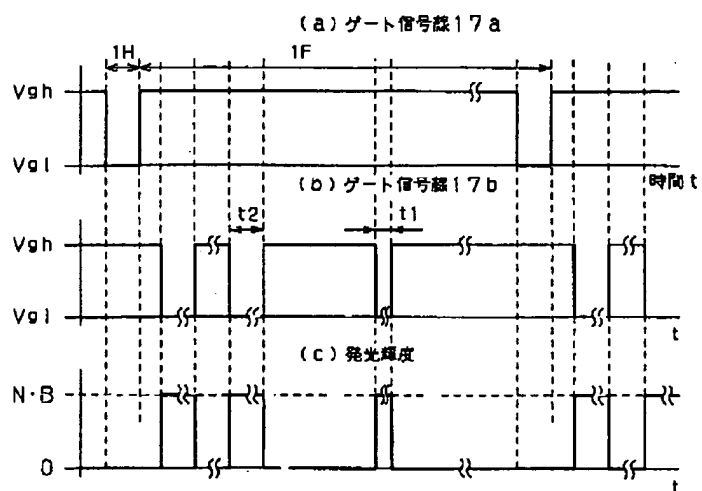 (a)ゲート信号線17a
1H
1F
Vgh
Vgl
時間t
(b)ゲート信号線17b
t2
t1
Vgh
Vgl
t
(c)発光輝度
N·B
0
t